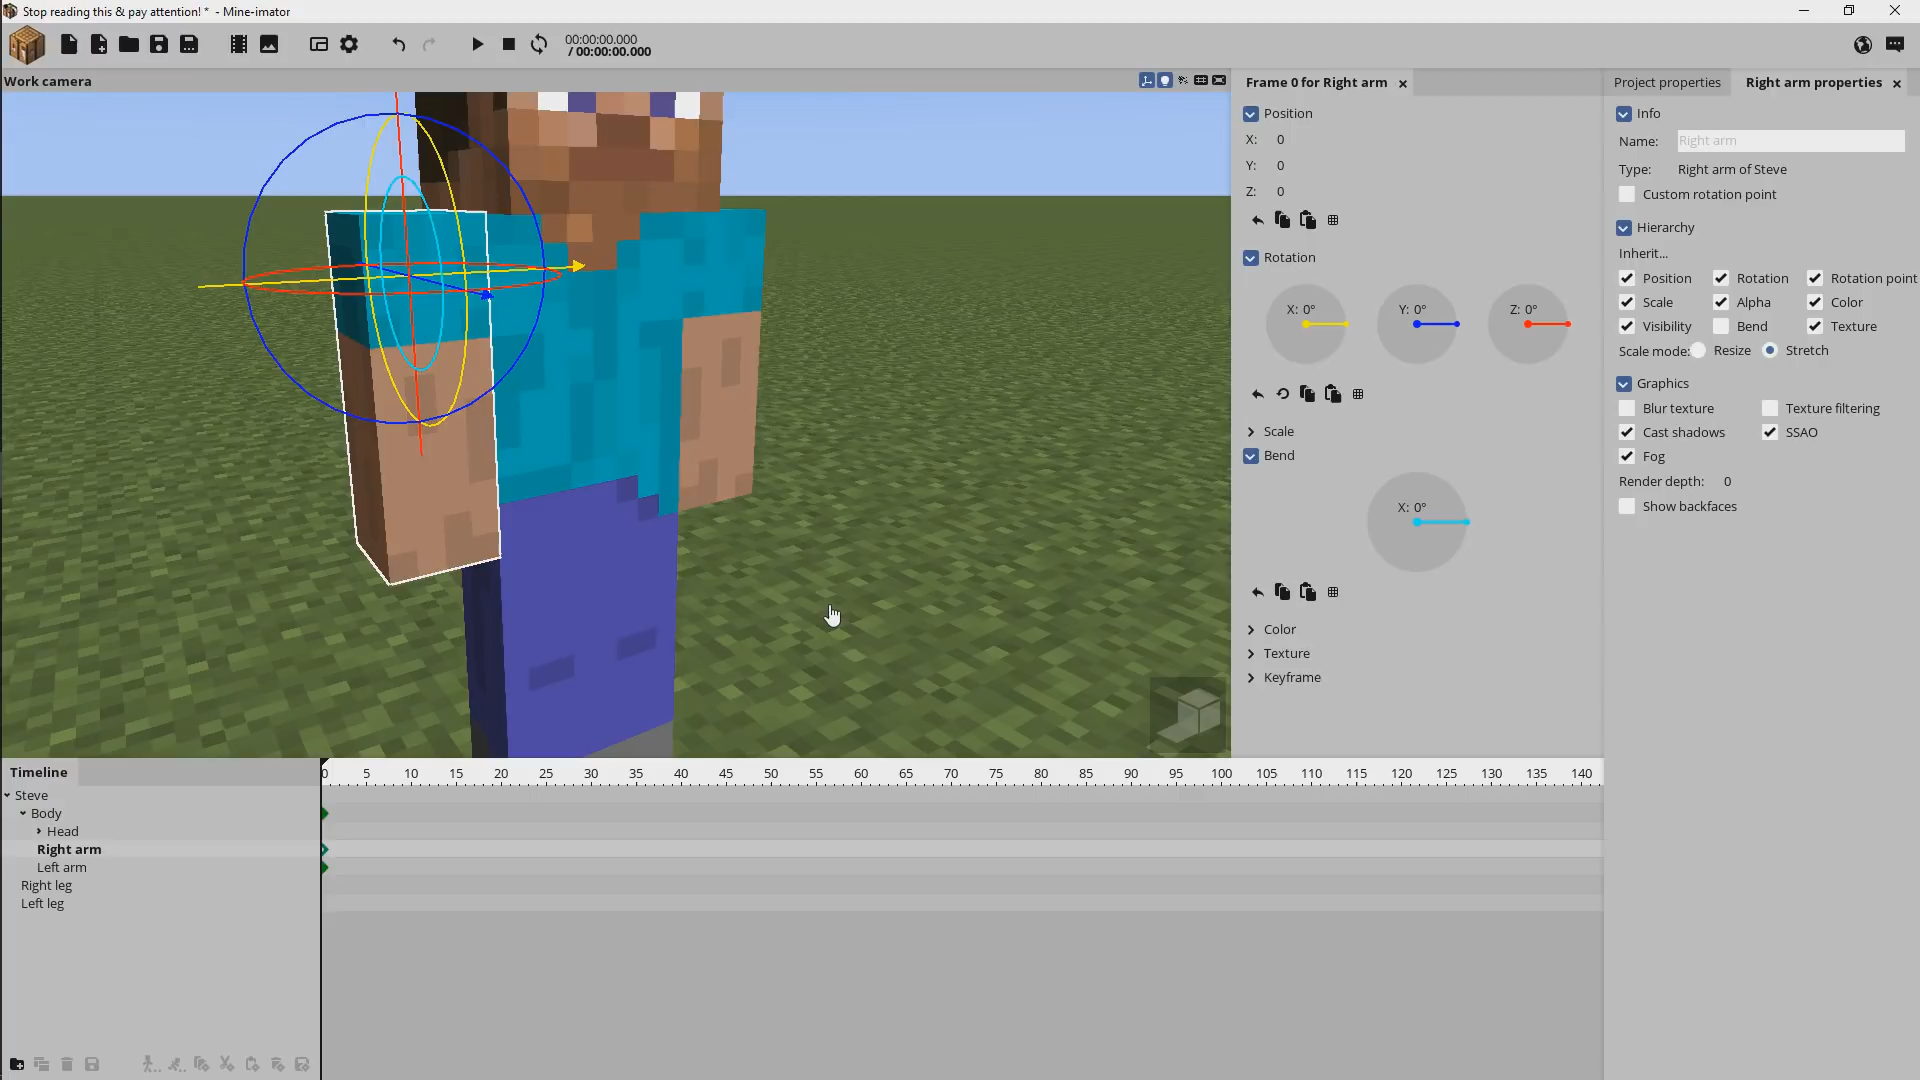 Stop reading this & pay attention! * - Mine-imator
00:00:00.000
/ 00:00:00.000
Work camera
Frame 0 for Right arm
Position
X: 0
Y: 0
Z: 0
Rotation
X: 0° Y: 0° Z: 0°
Scale
Bend
X: 0°
Color
Texture
Keyframe
Project properties Right arm properties
Info
Name: Right arm
Type: Right arm of Steve
Custom rotation point
Hierarchy
Inherit...
Position Rotation Rotation point
Scale Alpha Color
Visibility Bend Texture
Scale mode: Resize Stretch
Graphics
Blur texture Texture filtering
Cast shadows SSAO
Fog
Render depth: 0
Show backfaces
Timeline
0 5 10 15 20 25 30 35 40 45 50 55 60 65 70 75 80 85 90 95 100 105 110 115 120 125 130 135 140
Steve
Body
Head
Right arm
Left arm
Right leg
Left leg